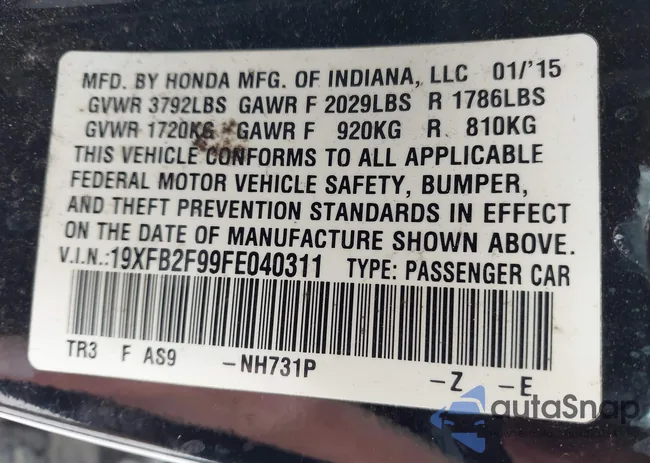 MFD. BY HONDA MFG. OF INDIANA, LLC 01/'15
GVWR 3792LBS GAWR F 2029LBS R 1786LBS
GVWR 1720KG GAWR F 920KG R 810KG
THIS VEHICLE CONFORMS TO ALL APPLICABLE
FEDERAL MOTOR VEHICLE SAFETY, BUMPER,
AND THEFT PREVENTION STANDARDS IN EFFECT
ON THE DATE OF MANUFACTURE SHOWN ABOVE.
V.I.N.:19XFB2F99FE040311 TYPE: PASSENGER CAR
TR3 F AS9 -NH731P -Z -E
autoSnap